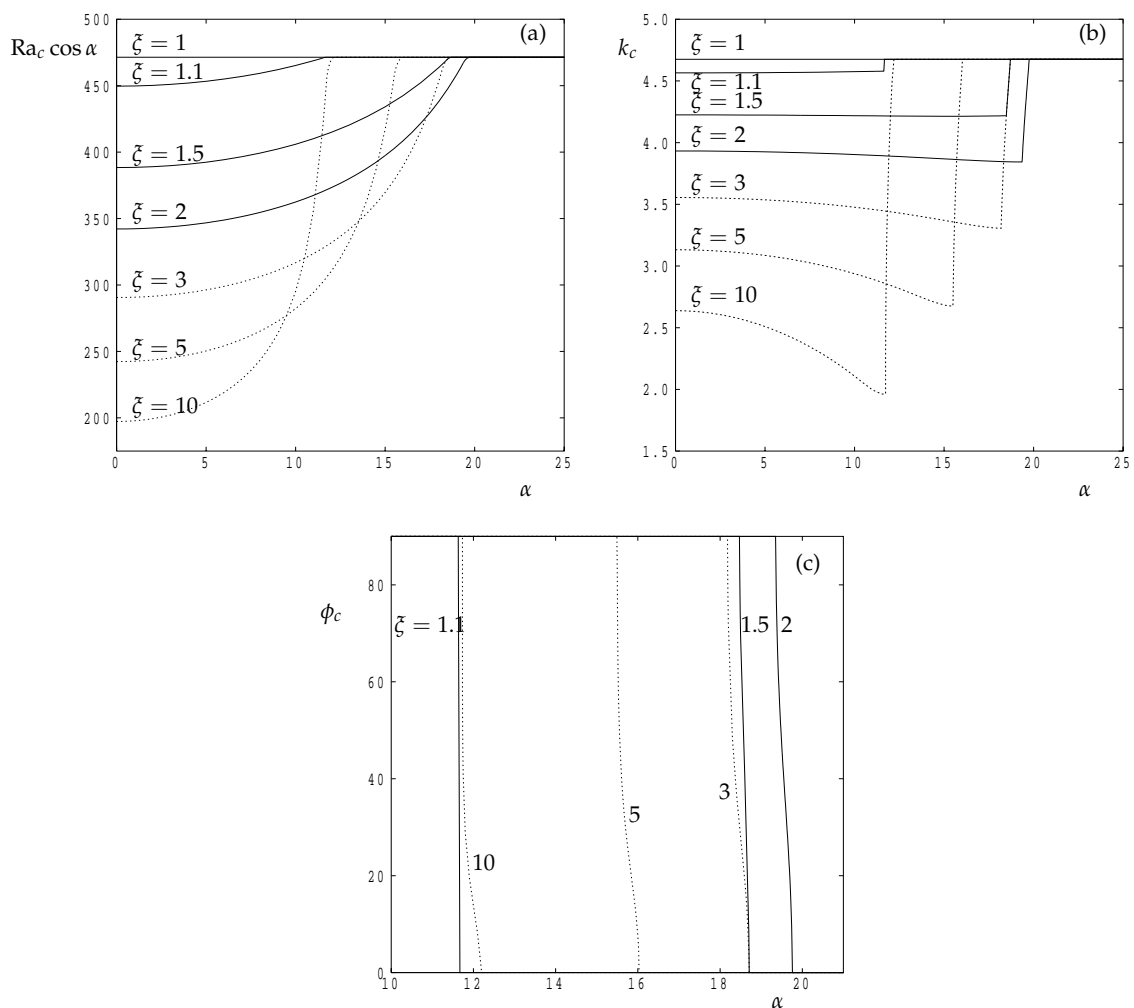 500
(a)
Ra_c cos α
ξ = 1
450
ξ = 1.1
400
ξ = 1.5
350
ξ = 2
300
ξ = 3
250
ξ = 5
200
ξ = 10
0 5 10 15 20 25
α
5.0
(b)
k_c
ξ = 1
4.5
ξ = 1.1
ξ = 1.5
4.0
ξ = 2
3.5
ξ = 3
3.0
ξ = 5
2.5
ξ = 10
2.0
1.5
0 5 10 15 20 25
α
(c)
80
ϕ_c
ξ = 1.1 1.5 2
60
40
3
5
20
10
0
10 12 14 16 18 20
α